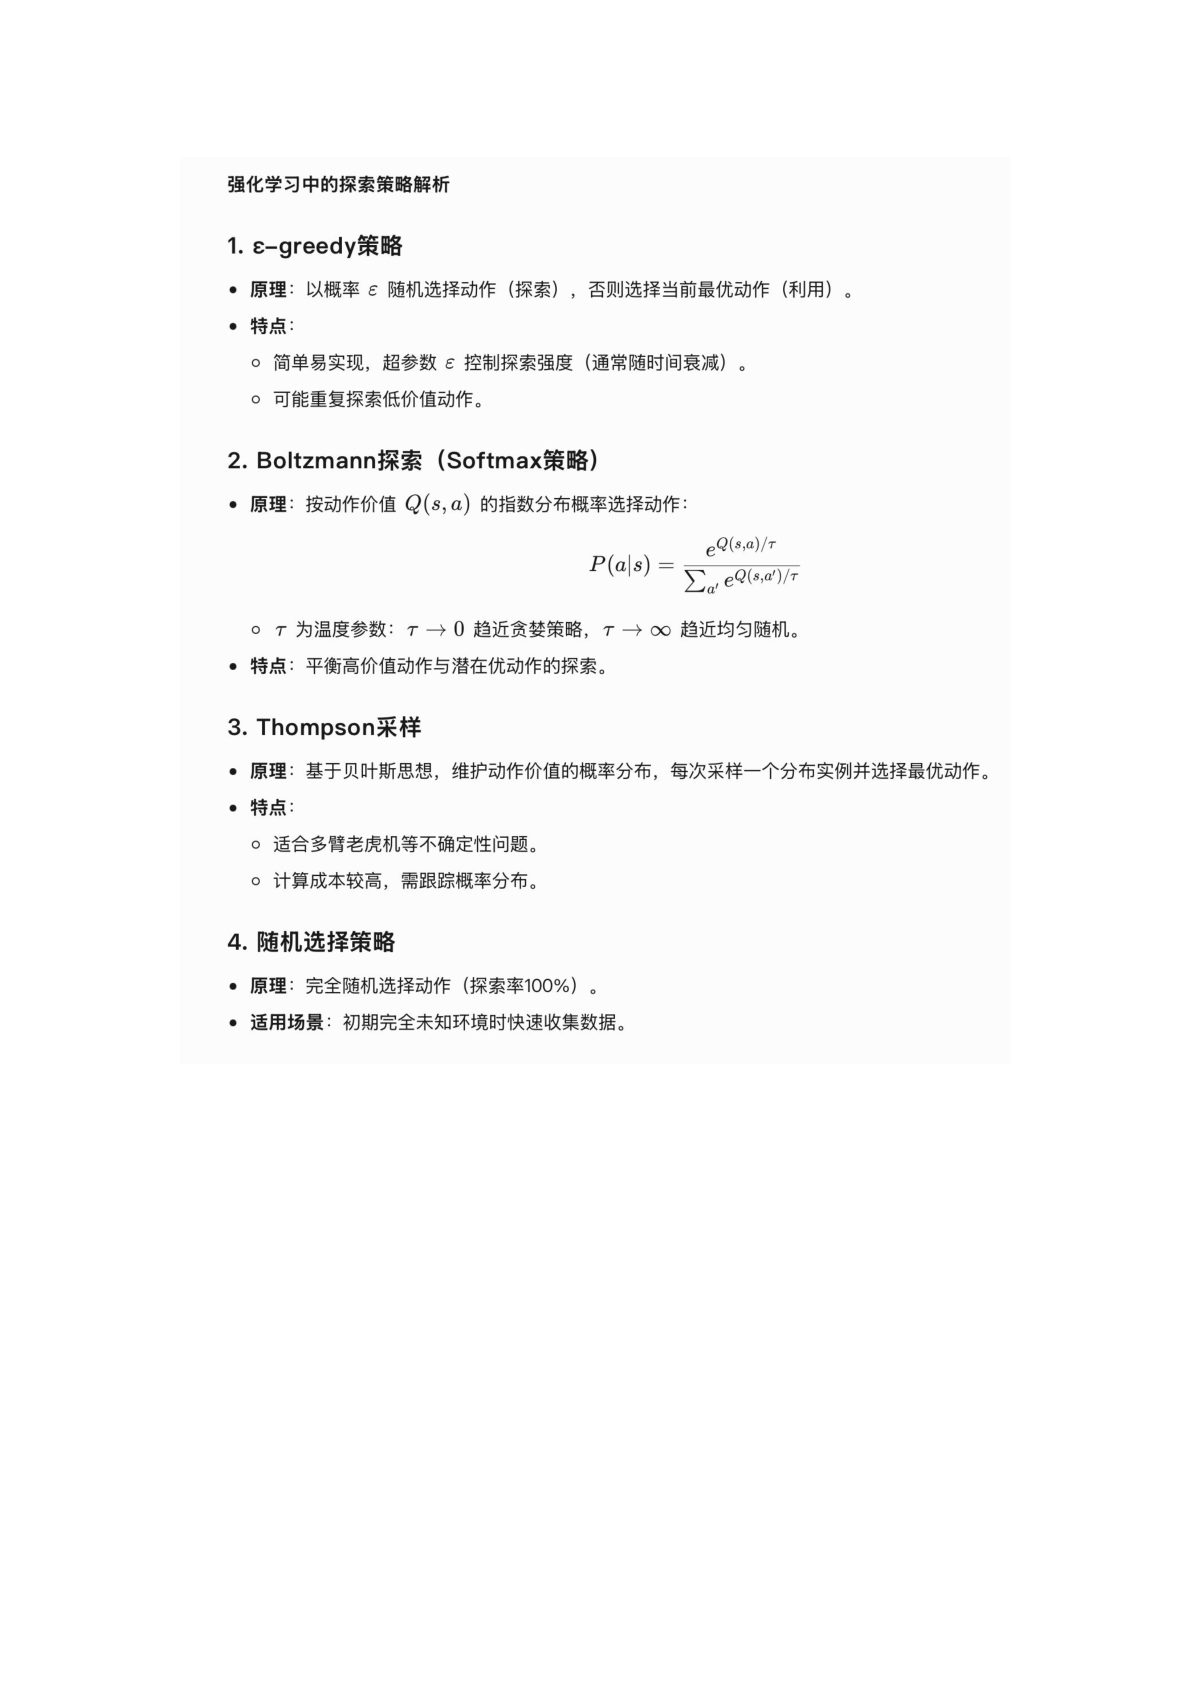 强化学习中的探索策略解析
1. ε–greedy策略
• 原理：以概率 ε 随机选择动作（探索），否则选择当前最优动作（利用）。
• 特点：
○ 简单易实现，超参数 ε 控制探索强度（通常随时间衰减）。
○ 可能重复探索低价值动作。
2. Boltzmann探索（Softmax策略）
• 原理：按动作价值 Q(s, a) 的指数分布概率选择动作：
P(a|s) = \frac{e^{Q(s,a)/τ}}{\sum_{a'} e^{Q(s,a')/τ}}
○ τ 为温度参数：τ → 0 趋近贪婪策略，τ → ∞ 趋近均匀随机。
• 特点：平衡高价值动作与潜在优动作的探索。
3. Thompson采样
• 原理：基于贝叶斯思想，维护动作价值的概率分布，每次采样一个分布实例并选择最优动作。
• 特点：
○ 适合多臂老虎机等不确定性问题。
○ 计算成本较高，需跟踪概率分布。
4. 随机选择策略
• 原理：完全随机选择动作（探索率100%）。
• 适用场景：初期完全未知环境时快速收集数据。